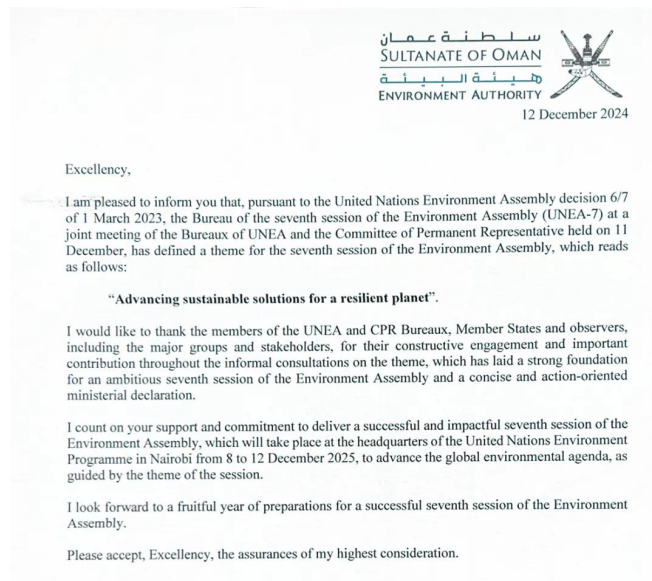 سلطنة عمان
SULTANATE OF OMAN
هيئة البيئة
ENVIRONMENT AUTHORITY
12 December 2024
Excellency,
I am pleased to inform you that, pursuant to the United Nations Environment Assembly decision 6/7
of 1 March 2023, the Bureau of the seventh session of the Environment Assembly (UNEA-7) at a
joint meeting of the Bureaux of UNEA and the Committee of Permanent Representative held on 11
December, has defined a theme for the seventh session of the Environment Assembly, which reads
as follows:
“Advancing sustainable solutions for a resilient planet”.
I would like to thank the members of the UNEA and CPR Bureaux, Member States and observers,
including the major groups and stakeholders, for their constructive engagement and important
contribution throughout the informal consultations on the theme, which has laid a strong foundation
for an ambitious seventh session of the Environment Assembly and a concise and action-oriented
ministerial declaration.
I count on your support and commitment to deliver a successful and impactful seventh session of the
Environment Assembly, which will take place at the headquarters of the United Nations Environment
Programme in Nairobi from 8 to 12 December 2025, to advance the global environmental agenda, as
guided by the theme of the session.
I look forward to a fruitful year of preparations for a successful seventh session of the Environment
Assembly.
Please accept, Excellency, the assurances of my highest consideration.